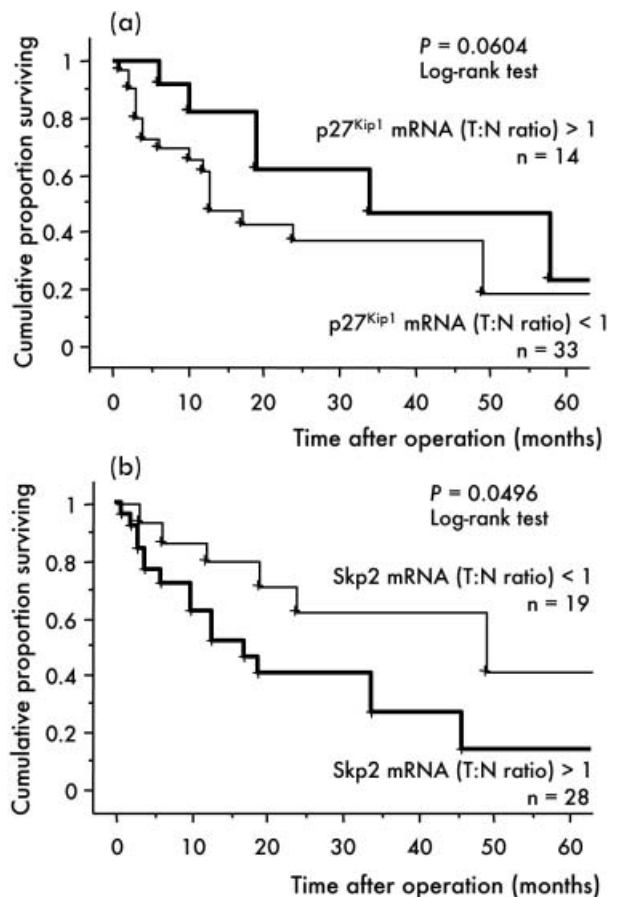 (a)
P = 0.0604
Log-rank test
p27Kip1 mRNA (T:N ratio) > 1
n = 14
Cumulative proportion surviving
1
0.8
0.6
0.4
0.2
0
p27Kip1 mRNA (T:N ratio) < 1
n = 33
0 10 20 30 40 50 60
Time after operation (months)
(b)
P = 0.0496
Log-rank test
Skp2 mRNA (T:N ratio) < 1
n = 19
Cumulative proportion surviving
1
0.8
0.6
0.4
0.2
0
Skp2 mRNA (T:N ratio) > 1
n = 28
0 10 20 30 40 50 60
Time after operation (months)